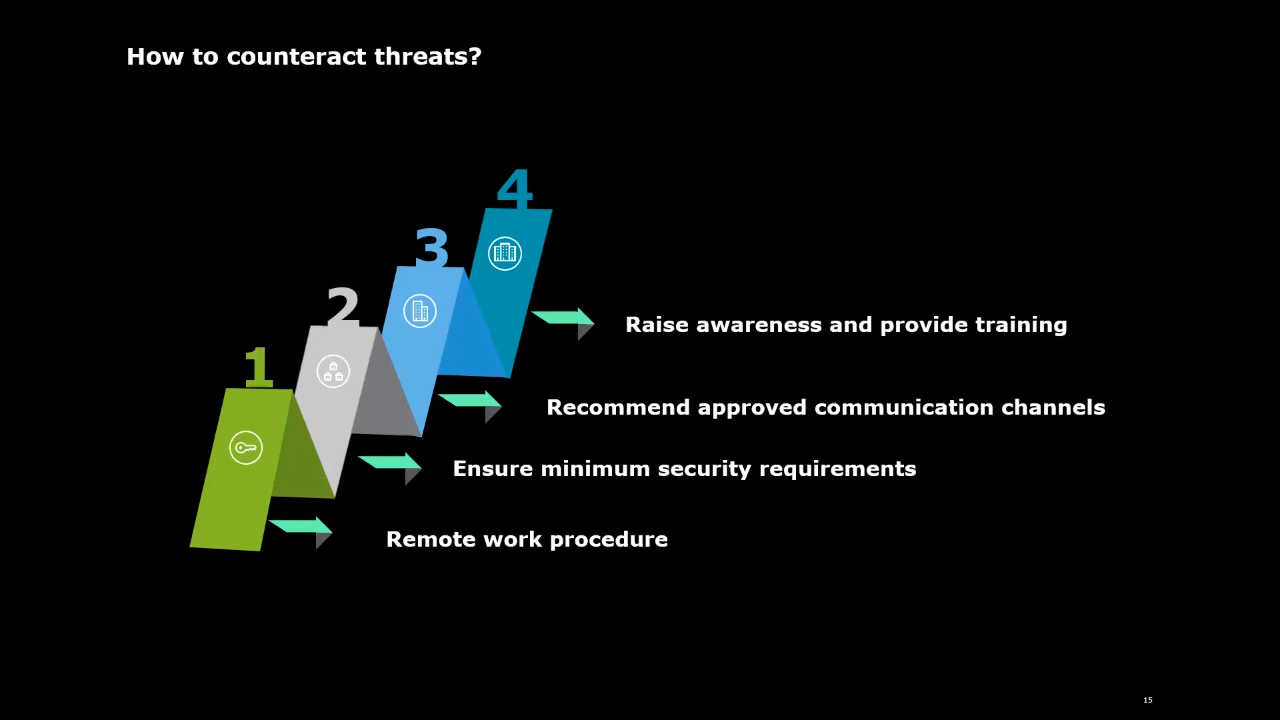 How to counteract threats?
4
3
2
1
Raise awareness and provide training
Recommend approved communication channels
Ensure minimum security requirements
Remote work procedure
15